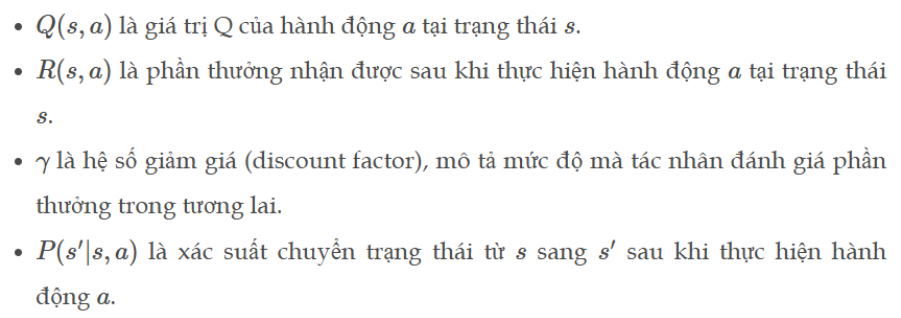 • Q(s, a) là giá trị Q của hành động a tại trạng thái s.
• R(s, a) là phần thưởng nhận được sau khi thực hiện hành động a tại trạng thái
s.
• γ là hệ số giảm giá (discount factor), mô tả mức độ mà tác nhân đánh giá phần
thưởng trong tương lai.
• P(s′|s, a) là xác suất chuyển trạng thái từ s sang s′ sau khi thực hiện hành
động a.